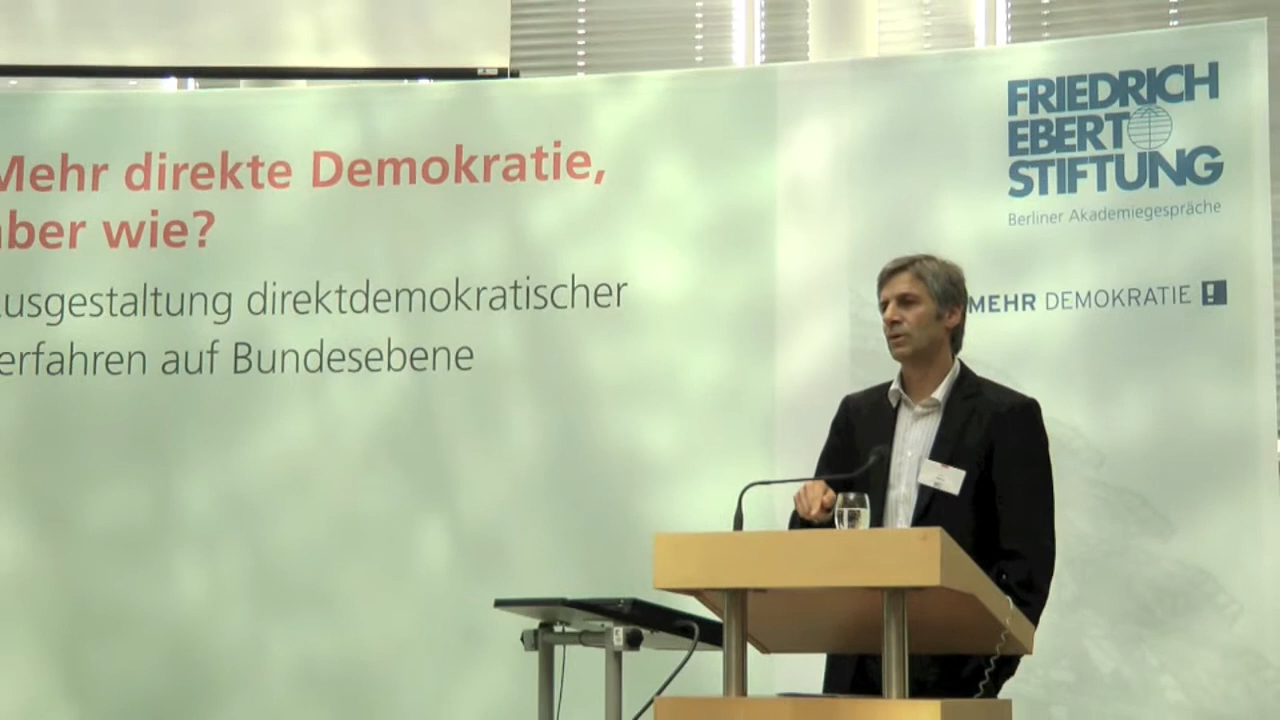 Mehr direkte Demokratie,
aber wie?
usgestaltung direktdemokratischer
erfahren auf Bundesebene
FRIEDRICH
EBERT
STIFTUNG
Berliner Akademiegespräche
MEHR DEMOKRATIE